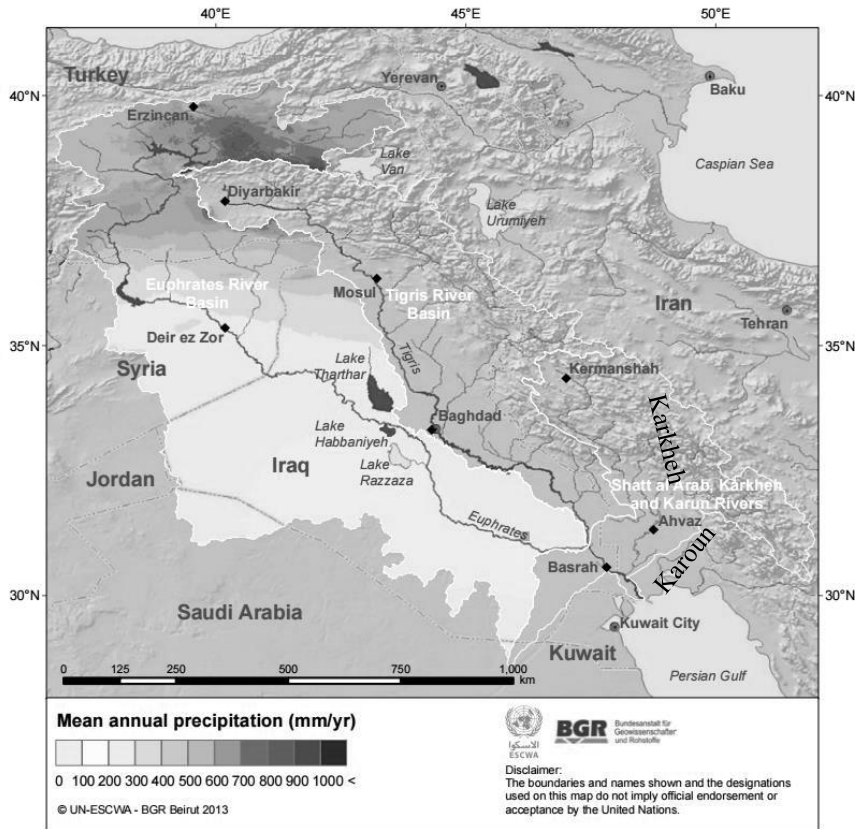 40°E
45°E
50°E
Turkey
Yerevan
Baku
40°N
40°N
Erzincan
Lake
Van
Caspian Sea
Diyarbakir
Lake
Urumiyeh
Euphrates River
Basin
Mosul
Tigris River
Basin
Iran
Tehran
Deir ez Zor
35°N
35°N
Syria
Lake
Tharthar
Tigris
Kermanshah
Karkheh
Baghdad
Lake
Habbaniyeh
Iraq
Lake
Razzaza
Jordan
Shatt al Arab, Karkheh
and Karun Rivers
Ahvaz
Euphrates
Basrah
Karoun
30°N
30°N
Saudi Arabia
Kuwait City
Kuwait
Persian Gulf
0 125 250 500 750 1,000
km
Mean annual precipitation (mm/yr)
0 100 200 300 400 500 600 700 800 900 1000 <
© UN-ESCWA - BGR Beirut 2013
الاسكوا
ESCWA
BGR
Bundesanstalt für
Geowissenschaften
und Rohstoffe
Disclaimer:
The boundaries and names shown and the designations
used on this map do not imply official endorsement or
acceptance by the United Nations.